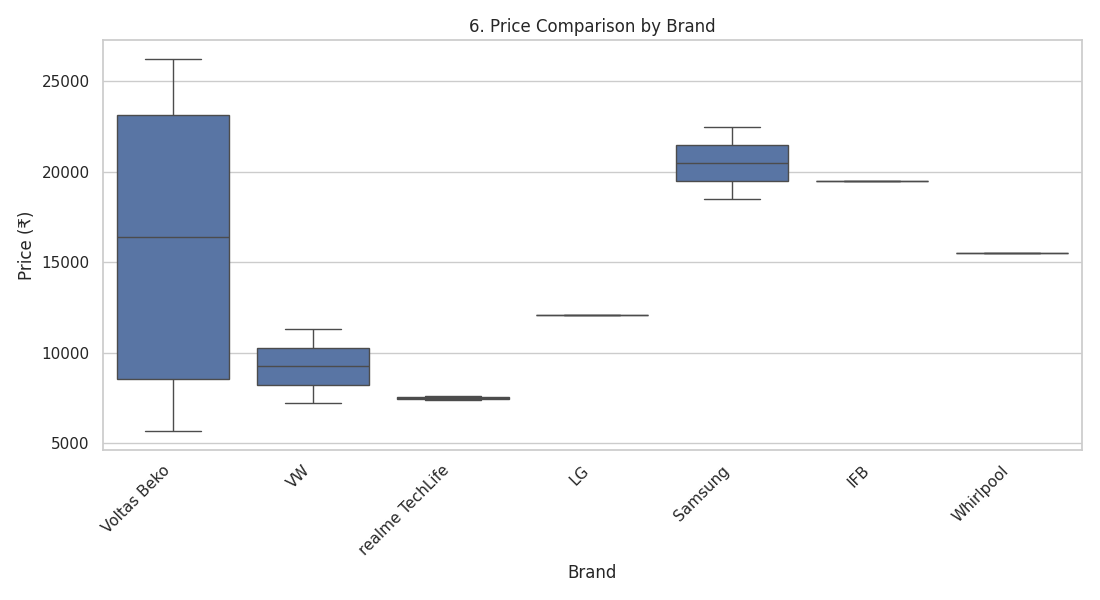 6. Price Comparison by Brand
Price (₹)
25000
20000
15000
10000
5000
Voltas Beko
VW
realme TechLife
LG
Samsung
IFB
Whirlpool
Brand